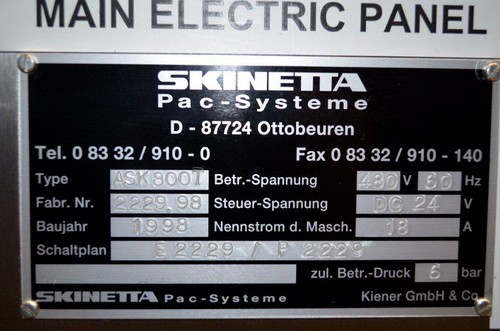 MAIN ELECTRIC PANEL
SKINETTA
Pac-Systeme
D - 87724 Ottobeuren
Tel. 0 83 32 / 910 - 0 Fax 0 83 32 / 910 - 140
Type ASK800T Betr.-Spannung 480 V 60 Hz
Fabr. Nr. 2229.98 Steuer-Spannung DC 24 V
Baujahr 1998 Nennstrom d. Masch. 18 A
Schaltplan E 2229 / P 2229
zul. Betr.-Druck 6 bar
SKINETTA Pac-Systeme Kiener GmbH & Co.